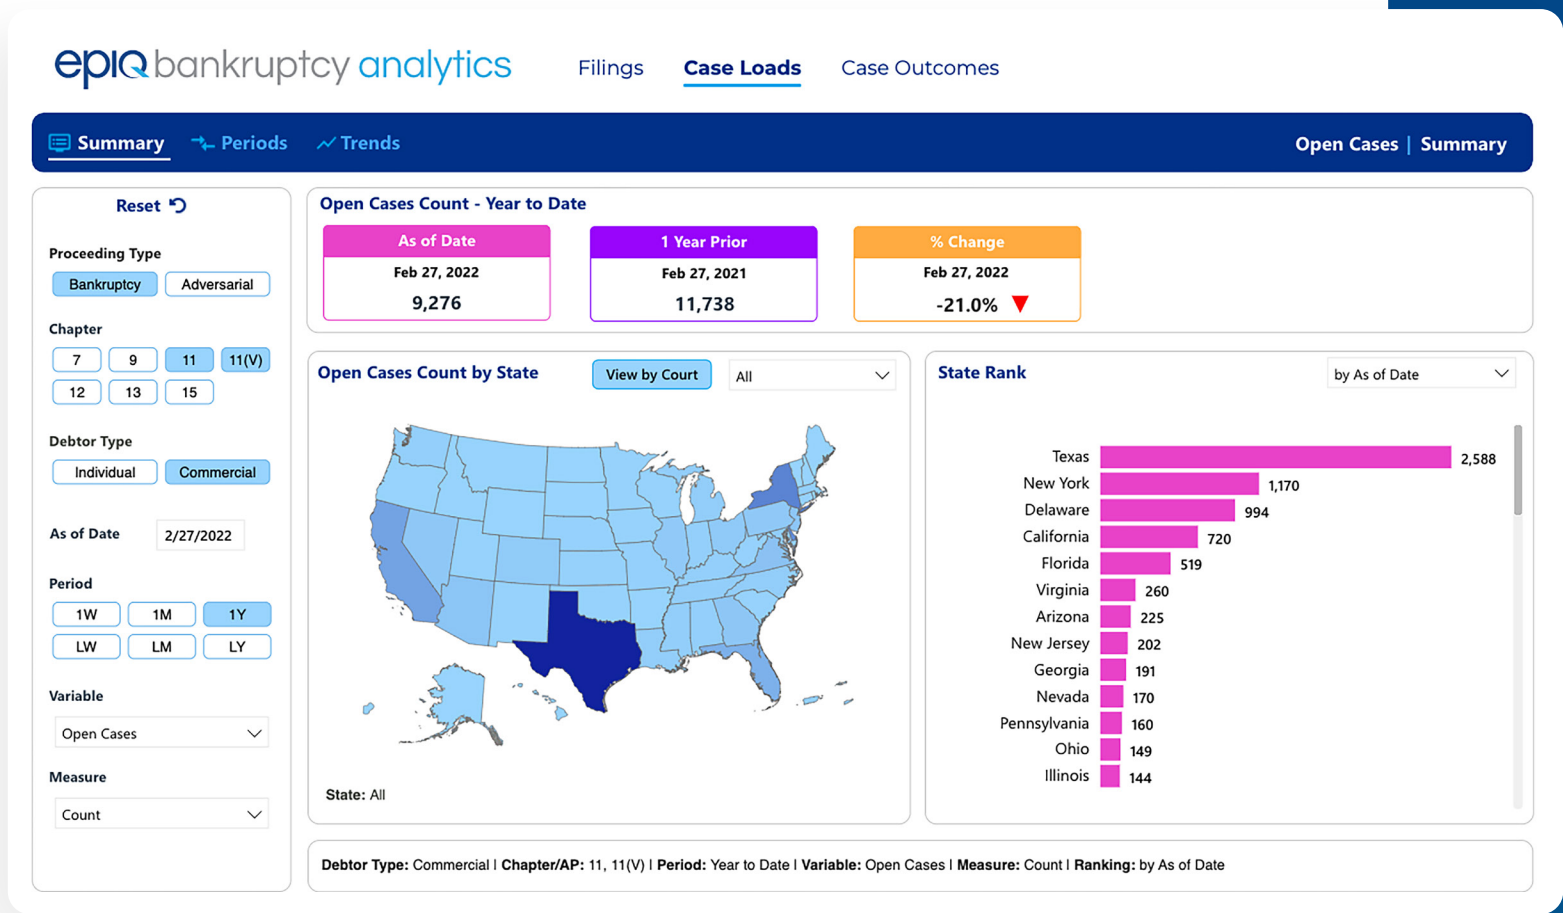 epiq bankruptcy analytics
Filings
Case Loads
Case Outcomes
Summary
Periods
Trends
Open Cases | Summary
Reset
Proceeding Type
Bankruptcy
Adversarial
Chapter
7
9
11
11(V)
12
13
15
Debtor Type
Individual
Commercial
As of Date
2/27/2022
Period
1W
1M
1Y
LW
LM
LY
Variable
Open Cases
Measure
Count
Open Cases Count - Year to Date
As of Date
Feb 27, 2022
9,276
1 Year Prior
Feb 27, 2021
11,738
% Change
Feb 27, 2022
-21.0%
Open Cases Count by State
View by Court
All
State: All
State Rank
by As of Date
Texas 2,588
New York 1,170
Delaware 994
California 720
Florida 519
Virginia 260
Arizona 225
New Jersey 202
Georgia 191
Nevada 170
Pennsylvania 160
Ohio 149
Illinois 144
Debtor Type: Commercial | Chapter/AP: 11, 11(V) | Period: Year to Date | Variable: Open Cases | Measure: Count | Ranking: by As of Date